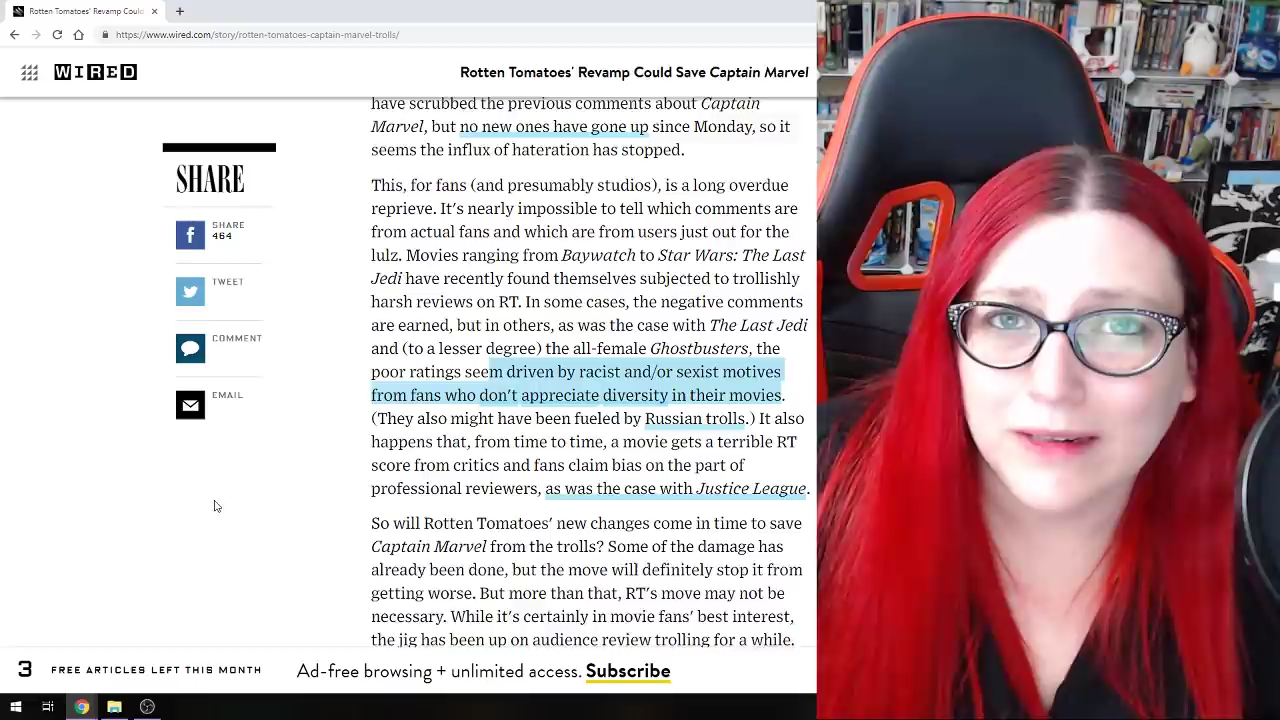 Rotten Tomatoes' Revamp Could
https://www.wired.com/story/rotten-tomatoes-captain-marvel-trolls/
WIRED
Rotten Tomatoes' Revamp Could Save Captain Marvel
have scrubbed the previous comments about Captain
Marvel, but no new ones have gone up since Monday, so it
seems the influx of hateration has stopped.
SHARE
SHARE
464
TWEET
COMMENT
EMAIL
This, for fans (and presumably studios), is a long overdue
reprieve. It's nearly impossible to tell which comments are
from actual fans and which are from users just out for the
lulz. Movies ranging from Baywatch to Star Wars: The Last
Jedi have recently found themselves subjected to trollishly
harsh reviews on RT. In some cases, the negative comments
are earned, but in others, as was the case with The Last Jedi
and (to a lesser degree) the all-female Ghostbusters, the
poor ratings seem driven by racist and/or sexist motives
from fans who don't appreciate diversity in their movies.
(They also might have been fueled by Russian trolls.) It also
happens that, from time to time, a movie gets a terrible RT
score from critics and fans claim bias on the part of
professional reviewers, as was the case with Justice League.
So will Rotten Tomatoes' new changes come in time to save
Captain Marvel from the trolls? Some of the damage has
already been done, but the move will definitely stop it from
getting worse. But more than that, RT's move may not be
necessary. While it's certainly in movie fans' best interest,
the jig has been up on audience review trolling for a while.
3 FREE ARTICLES LEFT THIS MONTH
Ad-free browsing + unlimited access. Subscribe